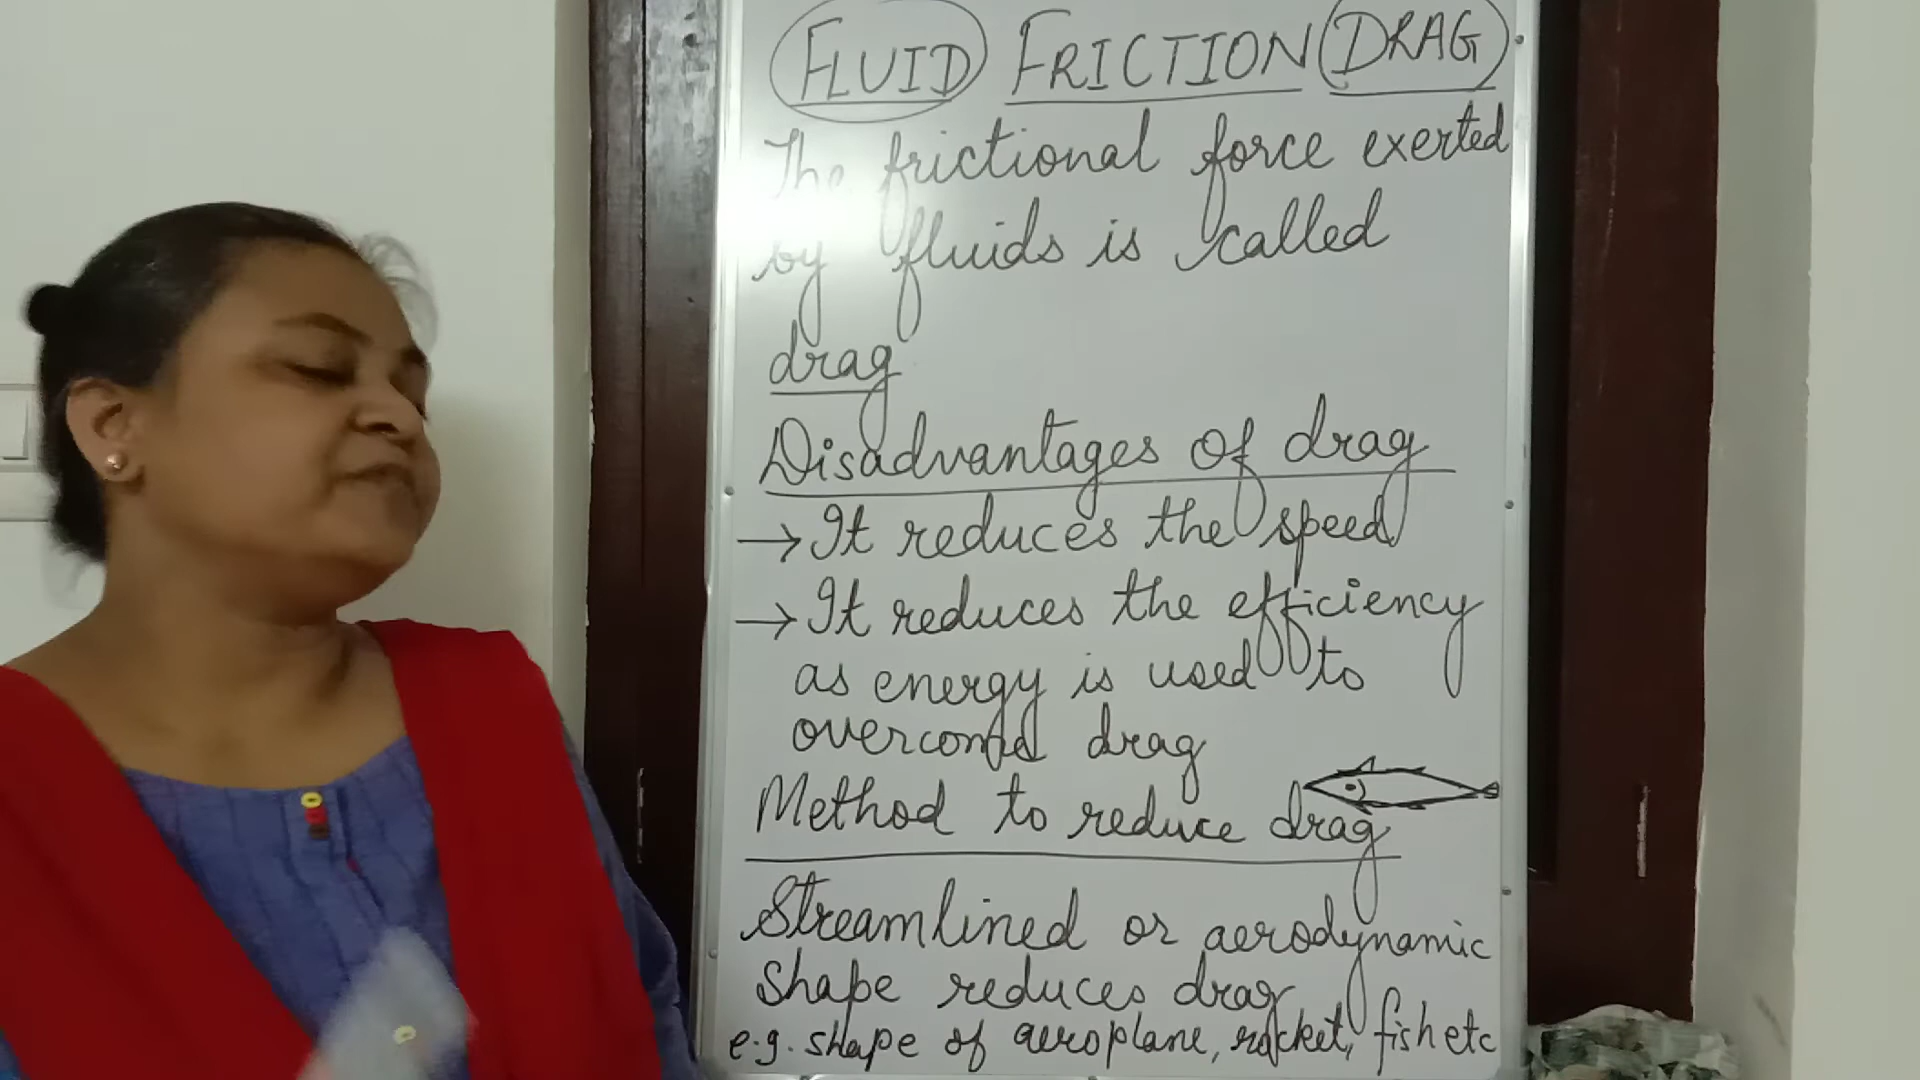 FLUID FRICTION (DRAG)
The frictional force exerted
by fluids is called
drag
Disadvantages of drag
→ It reduces the speed
→ It reduces the efficiency
as energy is used to
overcome drag
Method to reduce drag
Streamlined or aerodynamic
shape reduces drag
e.g. shape of aeroplane, rocket, fish etc